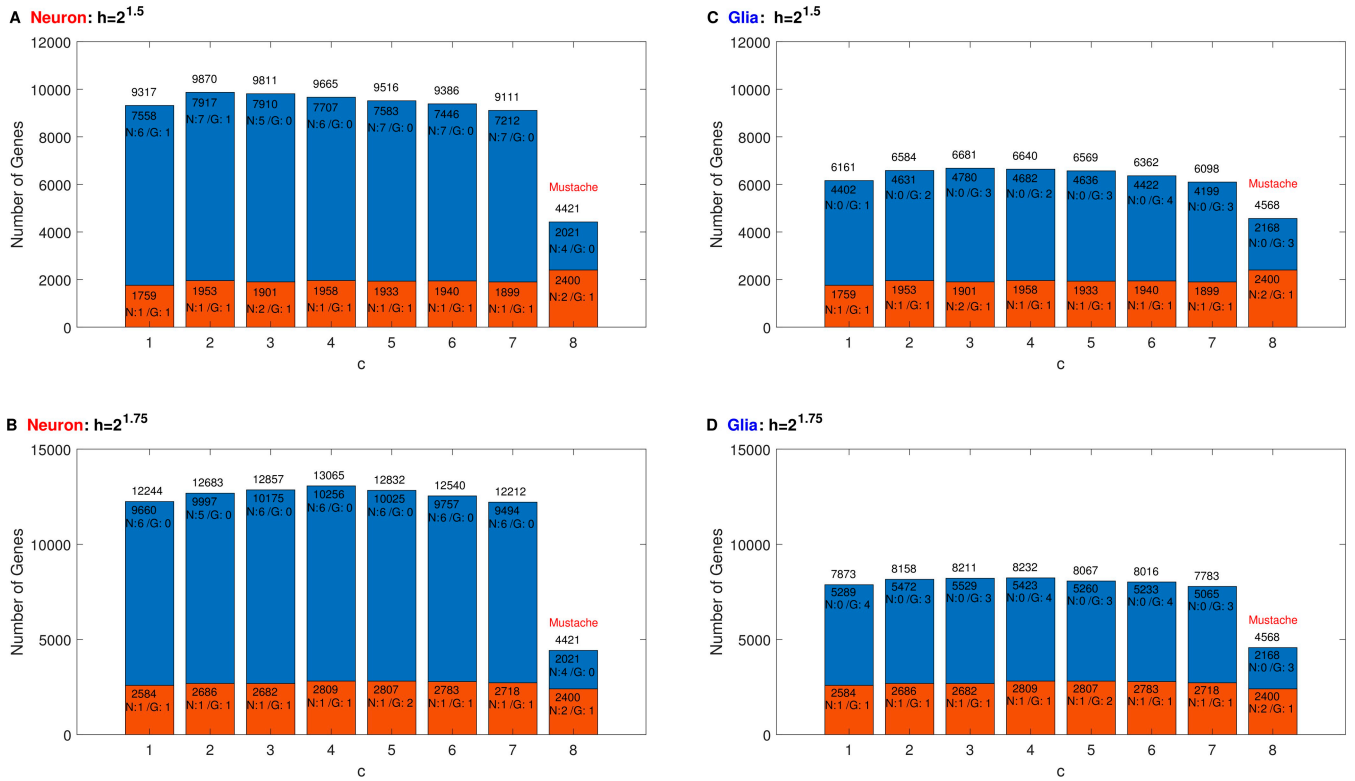 A Neuron: h=2^1.5
12000
10000
8000
6000
4000
2000
0
Number of Genes
9317
7558
N:6 /G: 1
1759
N:1 /G: 1
9870
7917
N:7 /G: 1
1953
N:1 /G: 1
9811
7910
N:5 /G: 0
1901
N:2 /G: 1
9665
7707
N:6 /G: 0
1958
N:1 /G: 1
9516
7583
N:7 /G: 0
1933
N:1 /G: 1
9386
7446
N:7 /G: 0
1940
N:1 /G: 1
9111
7212
N:7 /G: 0
1899
N:1 /G: 1
Mustache
4421
2021
N:4 /G: 0
2400
N:2 /G: 1
1 2 3 4 5 6 7 8
c
C Glia: h=2^1.5
12000
10000
8000
6000
4000
2000
0
Number of Genes
6161
4402
N:0 /G: 1
1759
N:1 /G: 1
6584
4631
N:0 /G: 2
1953
N:1 /G: 1
6681
4780
N:0 /G: 3
1901
N:2 /G: 1
6640
4682
N:0 /G: 2
1958
N:1 /G: 1
6569
4636
N:0 /G: 3
1933
N:1 /G: 1
6362
4422
N:0 /G: 4
1940
N:1 /G: 1
6098
4199
N:0 /G: 3
1899
N:1 /G: 1
Mustache
4568
2168
N:0 /G: 3
2400
N:2 /G: 1
1 2 3 4 5 6 7 8
c
B Neuron: h=2^1.75
15000
10000
5000
0
Number of Genes
12244
9660
N:6 /G: 0
2584
N:1 /G: 1
12683
9997
N:5 /G: 0
2686
N:1 /G: 1
12857
10175
N:6 /G: 0
2682
N:1 /G: 1
13065
10256
N:6 /G: 0
2809
N:1 /G: 1
12832
10025
N:6 /G: 0
2807
N:1 /G: 2
12540
9757
N:6 /G: 0
2783
N:1 /G: 1
12212
9494
N:6 /G: 0
2718
N:1 /G: 1
Mustache
4421
2021
N:4 /G: 0
2400
N:2 /G: 1
1 2 3 4 5 6 7 8
c
D Glia: h=2^1.75
15000
10000
5000
0
Number of Genes
7873
5289
N:0 /G: 4
2584
N:1 /G: 1
8158
5472
N:0 /G: 3
2686
N:1 /G: 1
8211
5529
N:0 /G: 3
2682
N:1 /G: 1
8232
5423
N:0 /G: 4
2809
N:1 /G: 1
8067
5260
N:0 /G: 3
2807
N:1 /G: 2
8016
5233
N:0 /G: 4
2783
N:1 /G: 1
7783
5065
N:0 /G: 3
2718
N:1 /G: 1
Mustache
4568
2168
N:0 /G: 3
2400
N:2 /G: 1
1 2 3 4 5 6 7 8
c